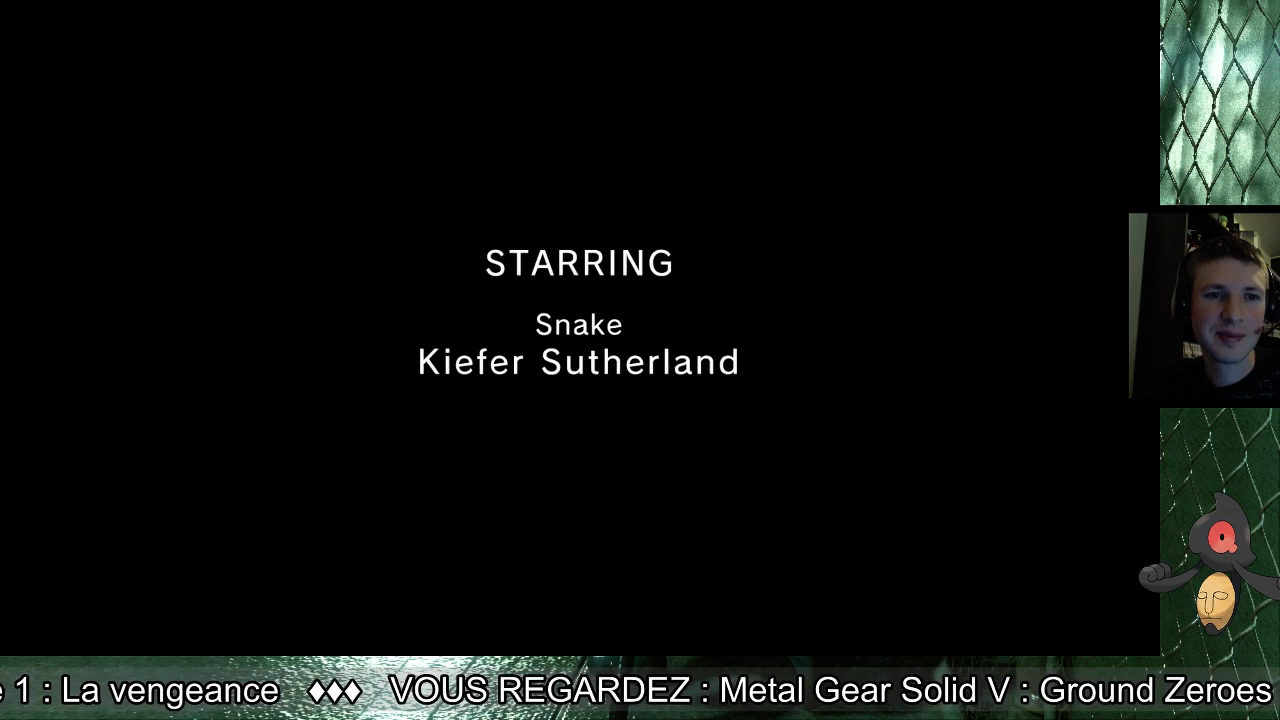 STARRING
Snake
Kiefer Sutherland
1 : La vengeance ♦♦♦ VOUS REGARDEZ : Metal Gear Solid V : Ground Zeroes